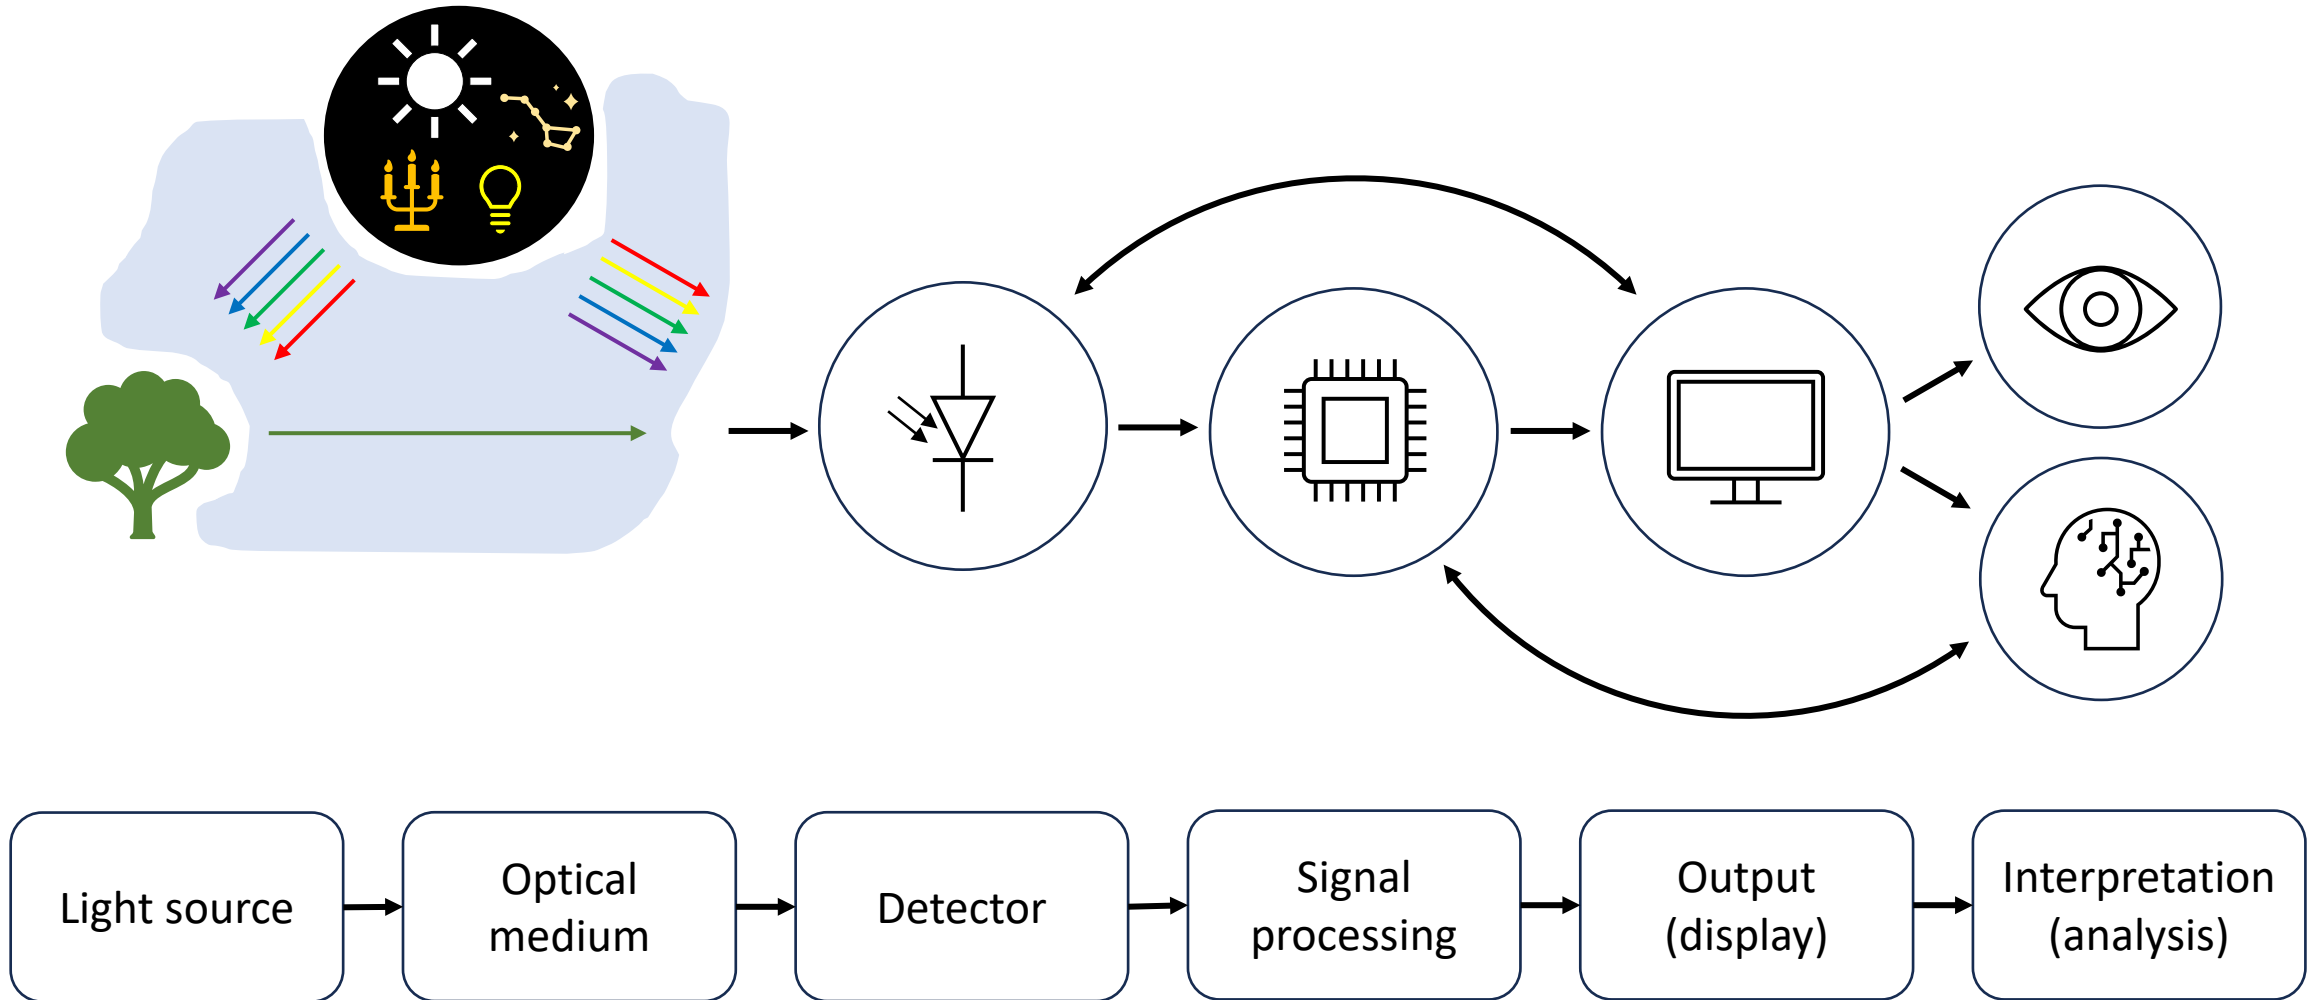 Light source
Optical
medium
Detector
Signal
processing
Output
(display)
Interpretation
(analysis)